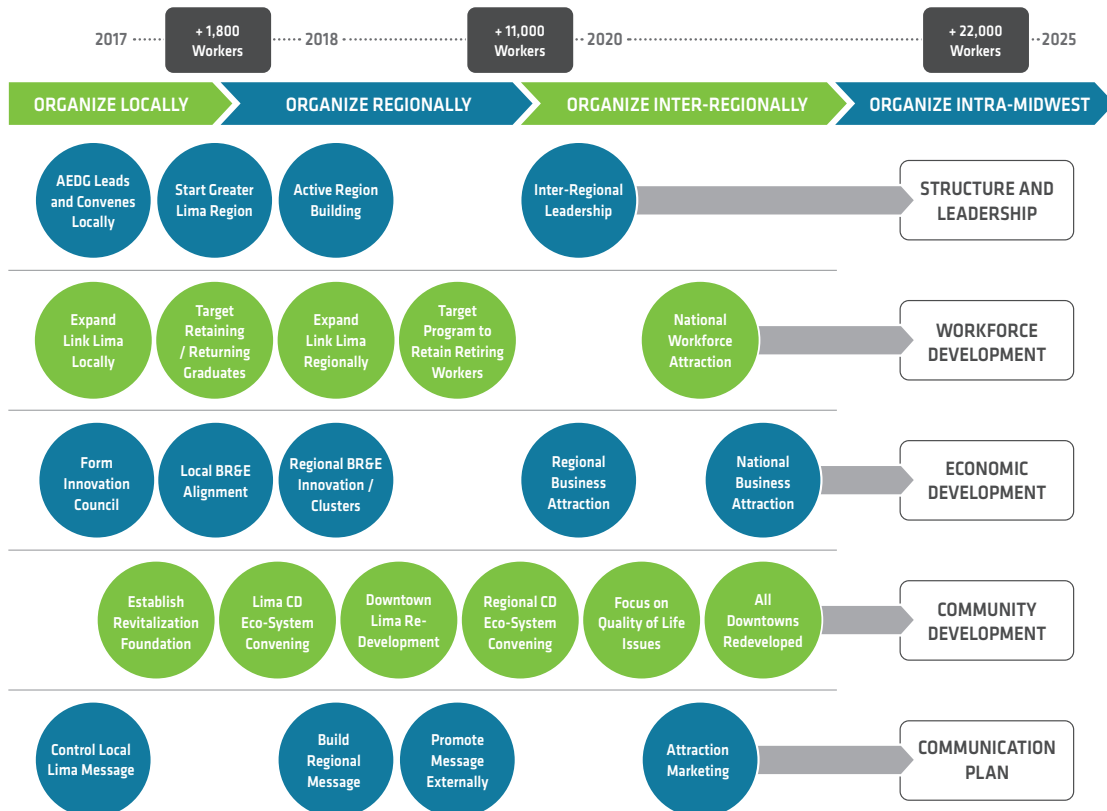 2017
+ 1,800
Workers
2018
+ 11,000
Workers
2020
+ 22,000
Workers
2025
ORGANIZE LOCALLY
ORGANIZE REGIONALLY
ORGANIZE INTER-REGIONALLY
ORGANIZE INTRA-MIDWEST
AEDG Leads
and Convenes
Locally
Start Greater
Lima Region
Active Region
Building
Inter-Regional
Leadership
STRUCTURE AND
LEADERSHIP
Expand
Link Lima
Locally
Target
Retaining
/ Returning
Graduates
Expand
Link Lima
Regionally
Target
Program to
Retain Retiring
Workers
National
Workforce
Attraction
WORKFORCE
DEVELOPMENT
Form
Innovation
Council
Local BR&E
Alignment
Regional BR&E
Innovation /
Clusters
Regional
Business
Attraction
National
Business
Attraction
ECONOMIC
DEVELOPMENT
Establish
Revitalization
Foundation
Lima CD
Eco-System
Convening
Downtown
Lima Re-
Development
Regional CD
Eco-System
Convening
Focus on
Quality of Life
Issues
All
Downtowns
Redeveloped
COMMUNITY
DEVELOPMENT
Control Local
Lima Message
Build
Regional
Message
Promote
Message
Externally
Attraction
Marketing
COMMUNICATION
PLAN